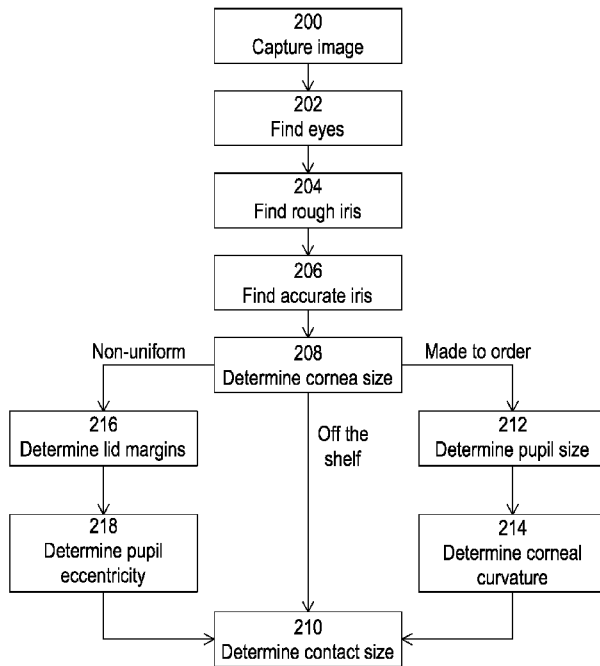 200
Capture image
202
Find eyes
204
Find rough iris
206
Find accurate iris
Non-uniform
208
Determine cornea size
Made to order
216
Determine lid margins
Off the
shelf
212
Determine pupil size
218
Determine pupil
eccentricity
214
Determine corneal
curvature
210
Determine contact size